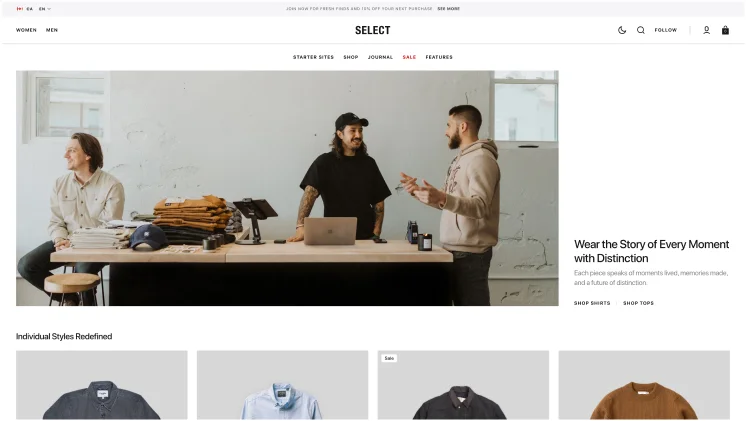 CA EN
JOIN NOW FOR FRESH FINDS AND 15% OFF YOUR NEXT PURCHASE SEE MORE
WOMEN MEN
SELECT
FOLLOW
STARTER SITES SHOP JOURNAL SALE FEATURES
Wear the Story of Every Moment
with Distinction
Each piece speaks of moments lived, memories made,
and a future of distinction.
SHOP SHIRTS SHOP TOPS
Individual Styles Redefined
Sale